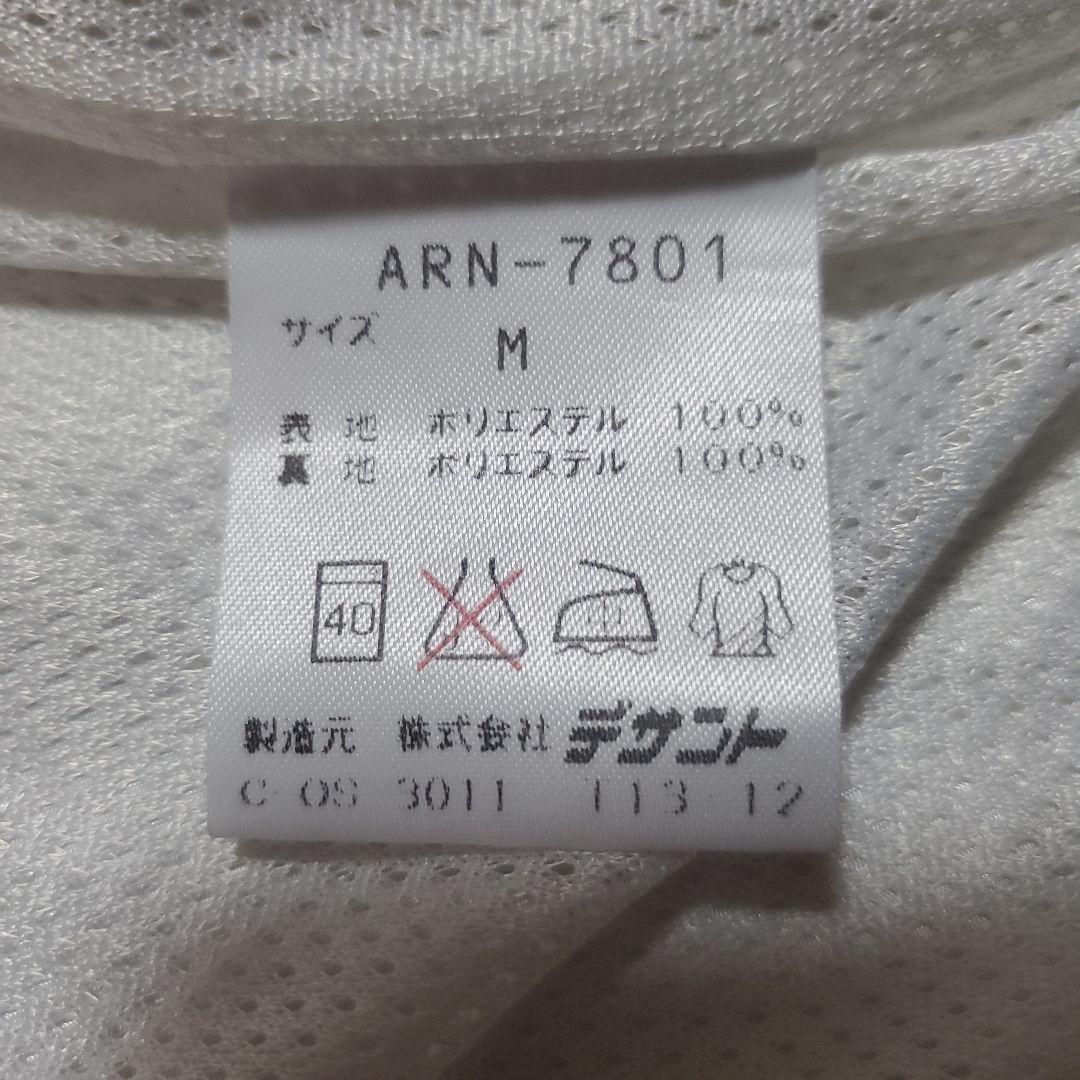 ARN-7801
サイズ M
表地 ポリエステル 100%
裏地 ポリエステル 100%
40
製造元 株式会社 デサント
C-OS 3011 T13-12